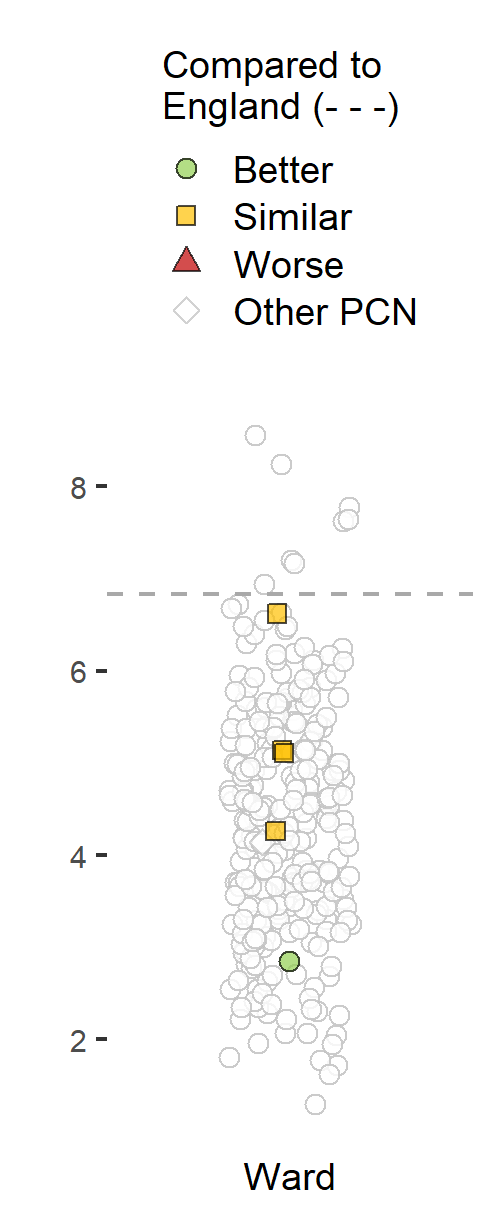 Compared to
England (- - -)
Better
Similar
Worse
Other PCN
8
6
4
2
Ward